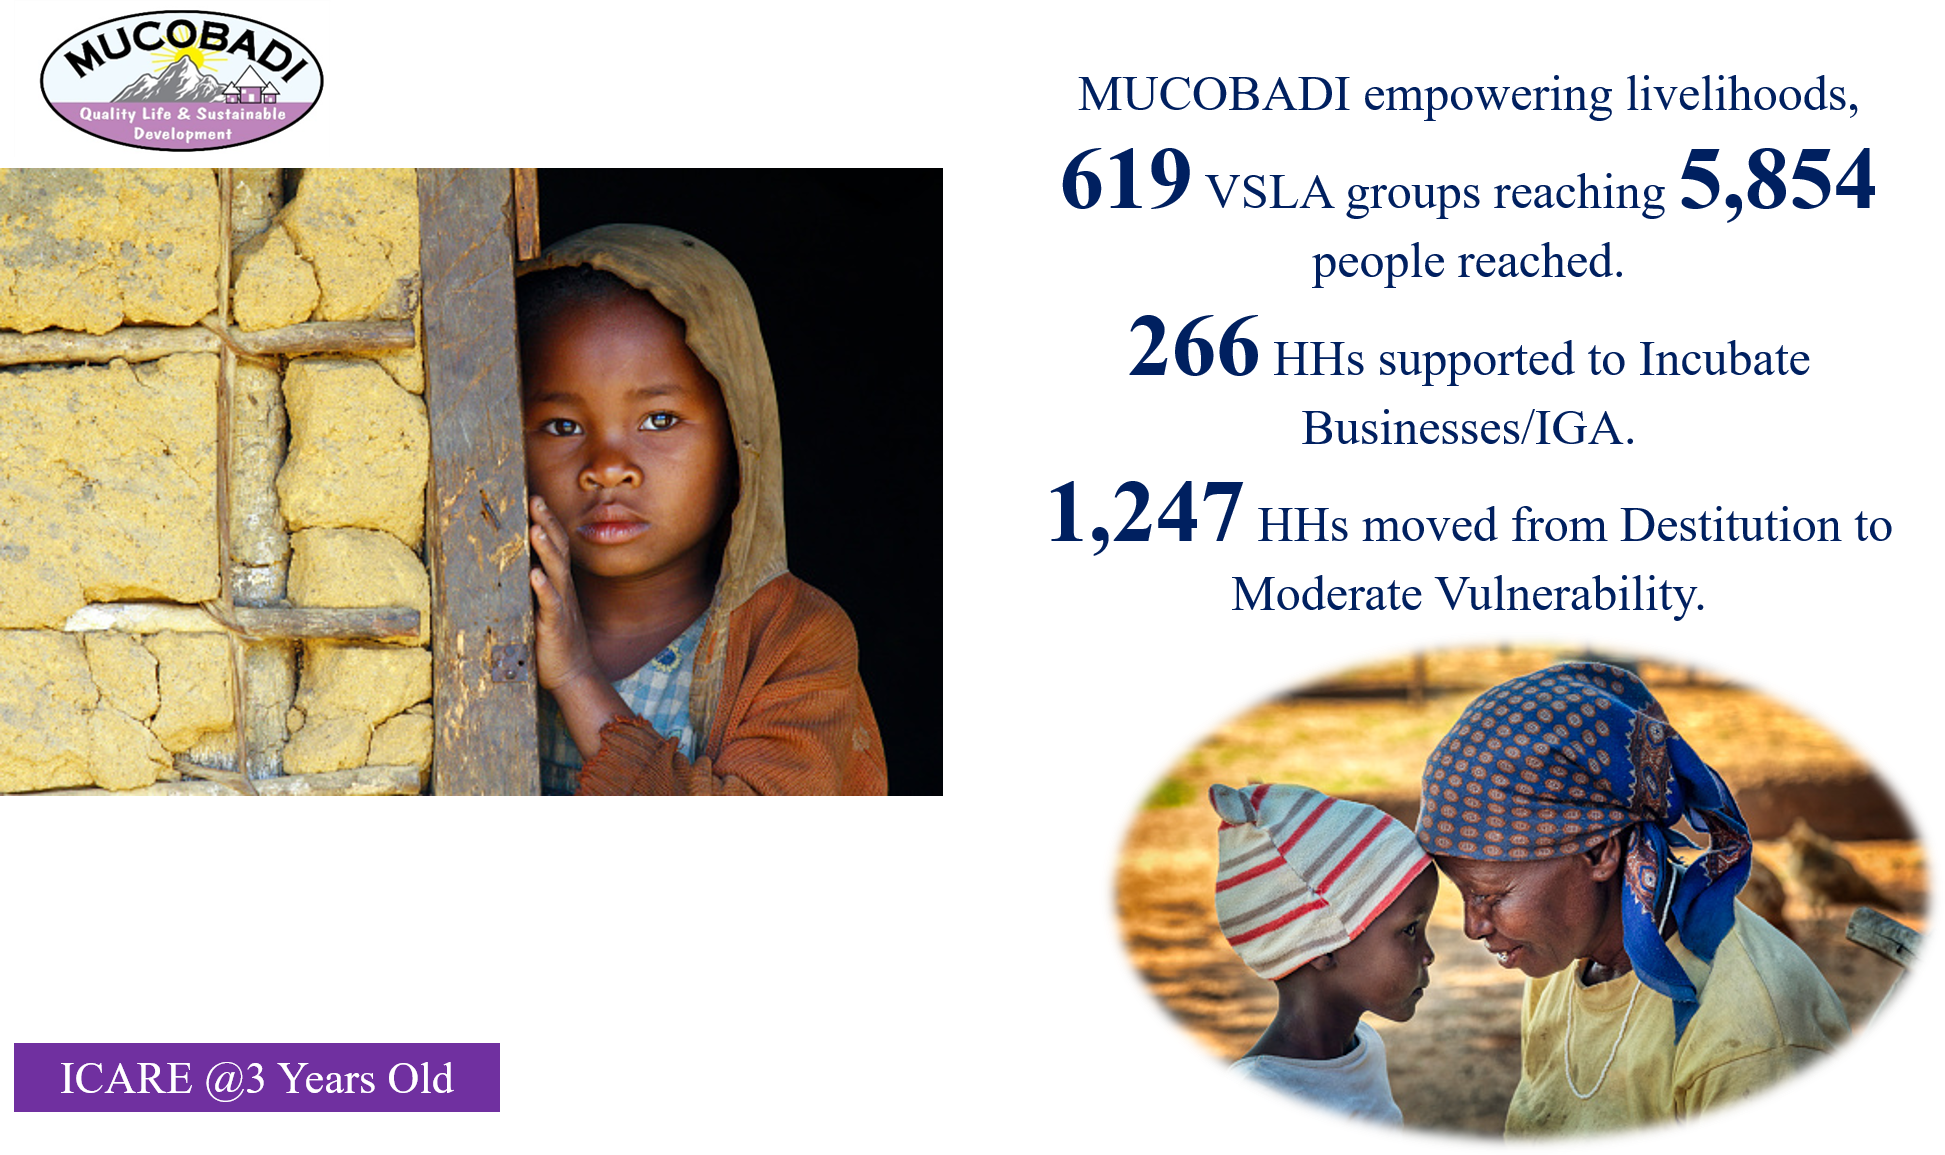 MUCOBADI
Quality Life & Sustainable
Development
MUCOBADI empowering livelihoods,
619 VSLA groups reaching 5,854
people reached.
266 HHs supported to Incubate
Businesses/IGA.
1,247 HHs moved from Destitution to
Moderate Vulnerability.
ICARE @3 Years Old